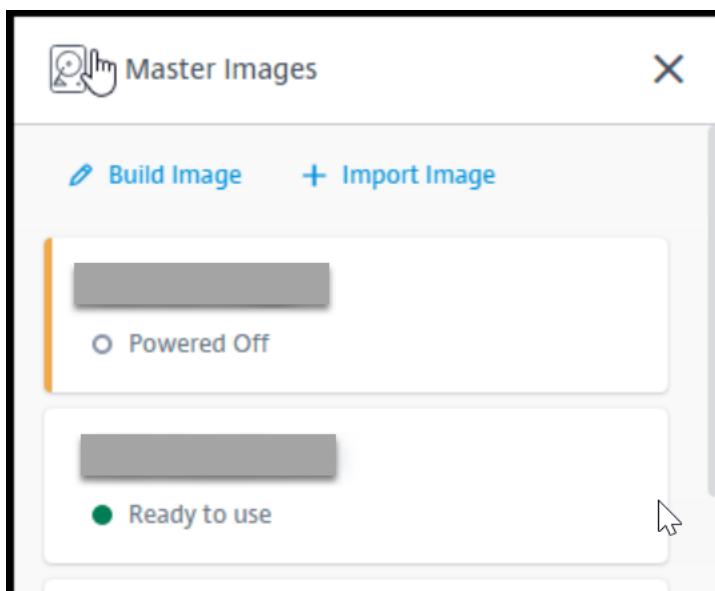 Master Images
Build Image
Import Image
Powered Off
Ready to use